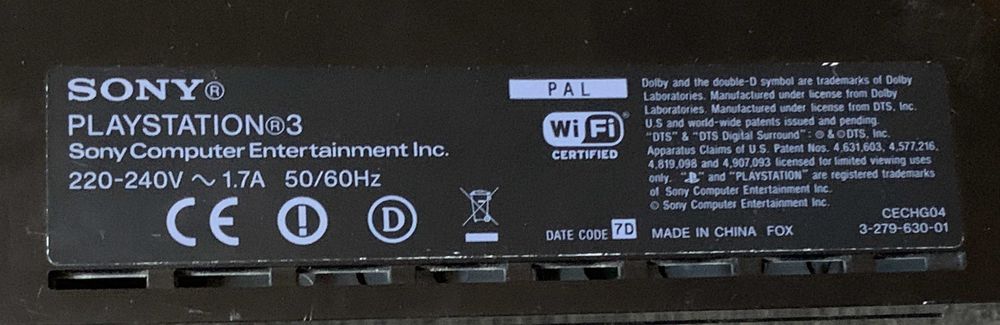 SONY®
PLAYSTATION®3
Sony Computer Entertainment Inc.
220-240V ~ 1.7A 50/60Hz
CE
D
PAL
Wi Fi®
CERTIFIED
DATE CODE 7D
Dolby and the double-D symbol are trademarks of Dolby
Laboratories. Manufactured under license from Dolby
Laboratories. Manufactured under license from DTS, Inc.
U.S and world-wide patents issued and pending.
"DTS" & "DTS Digital Surround": ℗ & © DTS, Inc.
Apparatus Claims of U.S. Patent Nos. 4,631,603, 4,577,216,
4,819,098 and 4,907,093 licensed for limited viewing uses
only. " " and "PLAYSTATION" are registered trademarks
of Sony Computer Entertainment Inc.
© Sony Computer Entertainment Inc.
CECHG04
MADE IN CHINA FOX 3-279-630-01